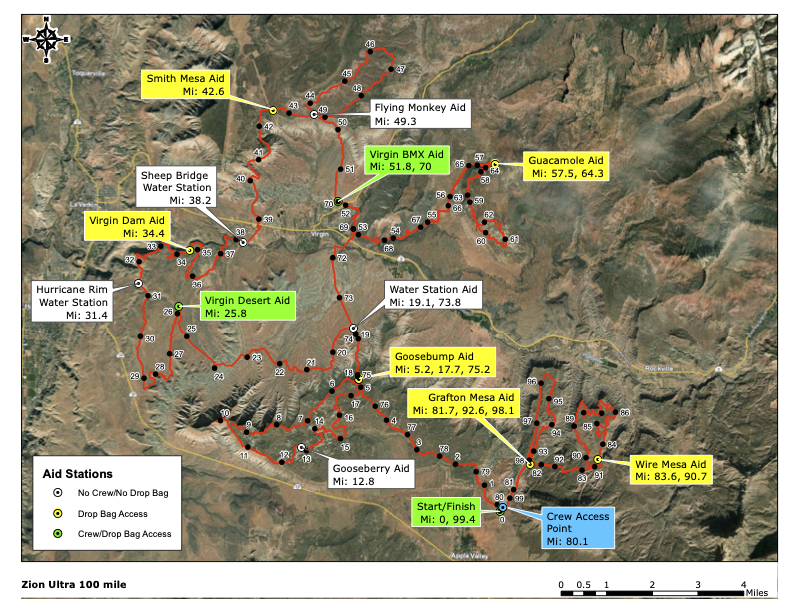 N
W E
S
Toquerville
La Verkin
Virgin
Rockville
Apple Valley
Smith Mesa Aid
Mi: 42.6
Flying Monkey Aid
Mi: 49.3
Virgin BMX Aid
Mi: 51.8, 70
Guacamole Aid
Mi: 57.5, 64.3
Sheep Bridge
Water Station
Mi: 38.2
Virgin Dam Aid
Mi: 34.4
Hurricane Rim
Water Station
Mi: 31.4
Virgin Desert Aid
Mi: 25.8
Water Station Aid
Mi: 19.1, 73.8
Goosebump Aid
Mi: 5.2, 17.7, 75.2
Grafton Mesa Aid
Mi: 81.7, 92.6, 98.1
Wire Mesa Aid
Mi: 83.6, 90.7
Gooseberry Aid
Mi: 12.8
Start/Finish
Mi: 0, 99.4
Crew Access
Point
Mi: 80.1
46
45
47
48
44
43
49
50
42
41
40
51
39
38
70
52
69
53
68
54
67
55
56
63
66
65
57
64
58
59
62
60
61
33
32
34
35
36
37
31
30
29
28
27
26
25
24
23
22
21
20
19
74
73
72
18
75
5
6
17
76
4
77
3
78
2
79
1
80
0
16
15
14
7
8
9
10
11
12
13
81
99
98
82
93
92
94
97
95
96
83
91
90
84
85
89
86
Aid Stations
No Crew/No Drop Bag
Drop Bag Access
Crew/Drop Bag Access
Zion Ultra 100 mile
0 0.5 1 2 3 4
Miles